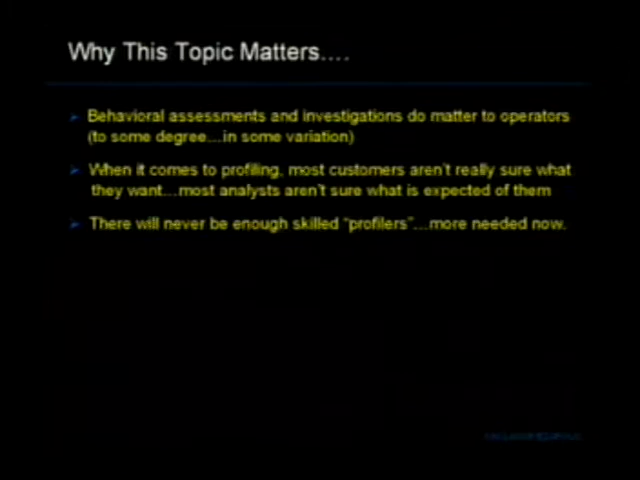 Why This Topic Matters....
Behavioral assessments and investigations do matter to operators
(to some degree...in some variation)
When it comes to profiling, most customers aren't really sure what
they want...most analysts aren't sure what is expected of them
There will never be enough skilled "profilers"...more needed now.